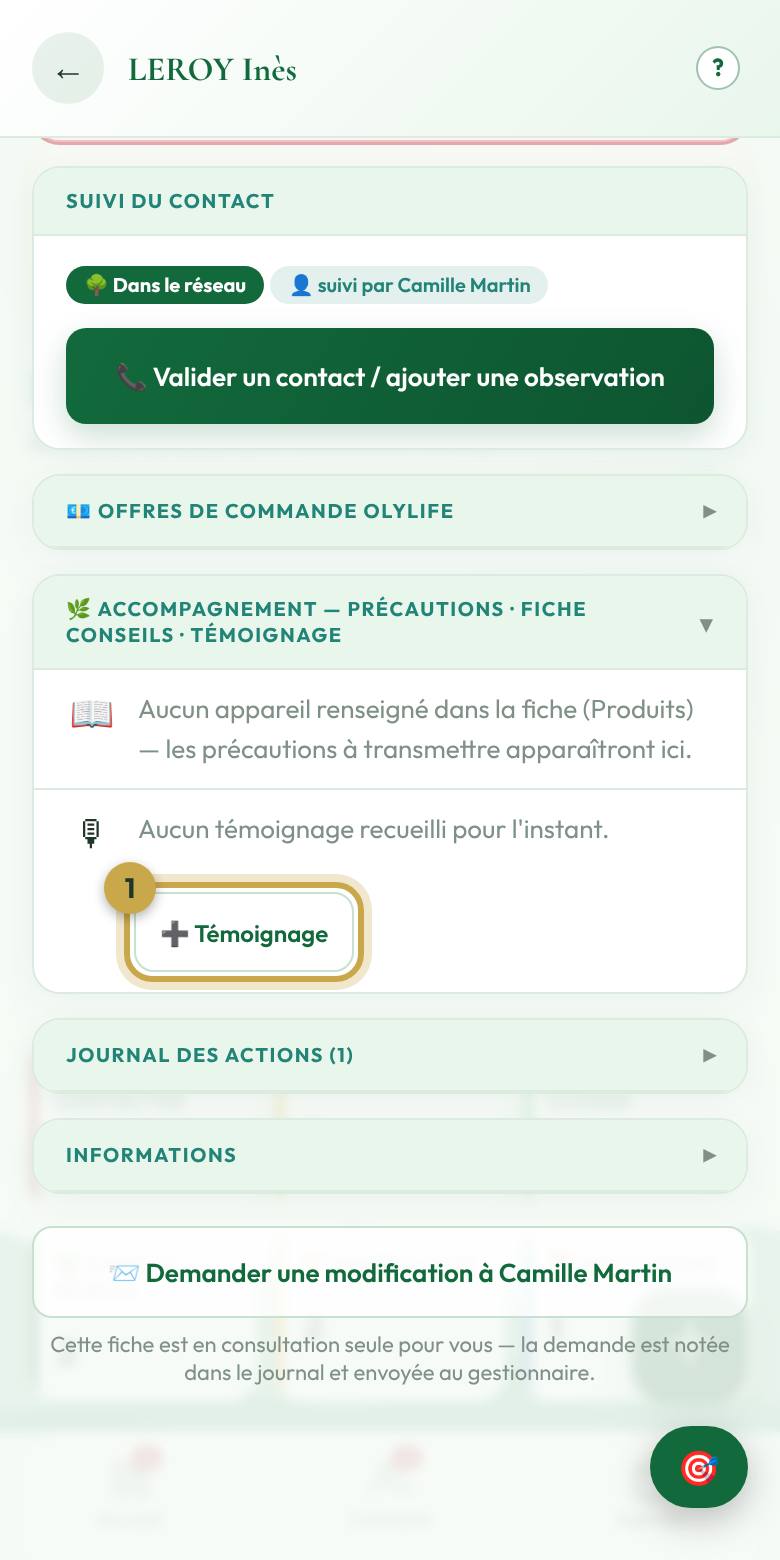 ← LEROY Inès ?
SUIVI DU CONTACT
🌳 Dans le réseau 👤 suivi par Camille Martin
📞 Valider un contact / ajouter une observation
💶 OFFRES DE COMMANDE OLYLIFE ▶
🌿 ACCOMPAGNEMENT — PRÉCAUTIONS · FICHE
CONSEILS · TÉMOIGNAGE ▼
📖 Aucun appareil renseigné dans la fiche (Produits)
— les précautions à transmettre apparaîtront ici.
🎙 Aucun témoignage recueilli pour l'instant.
1
➕ Témoignage
JOURNAL DES ACTIONS (1) ▶
INFORMATIONS ▶
📨 Demander une modification à Camille Martin
Cette fiche est en consultation seule pour vous — la demande est notée
dans le journal et envoyée au gestionnaire.
🎯